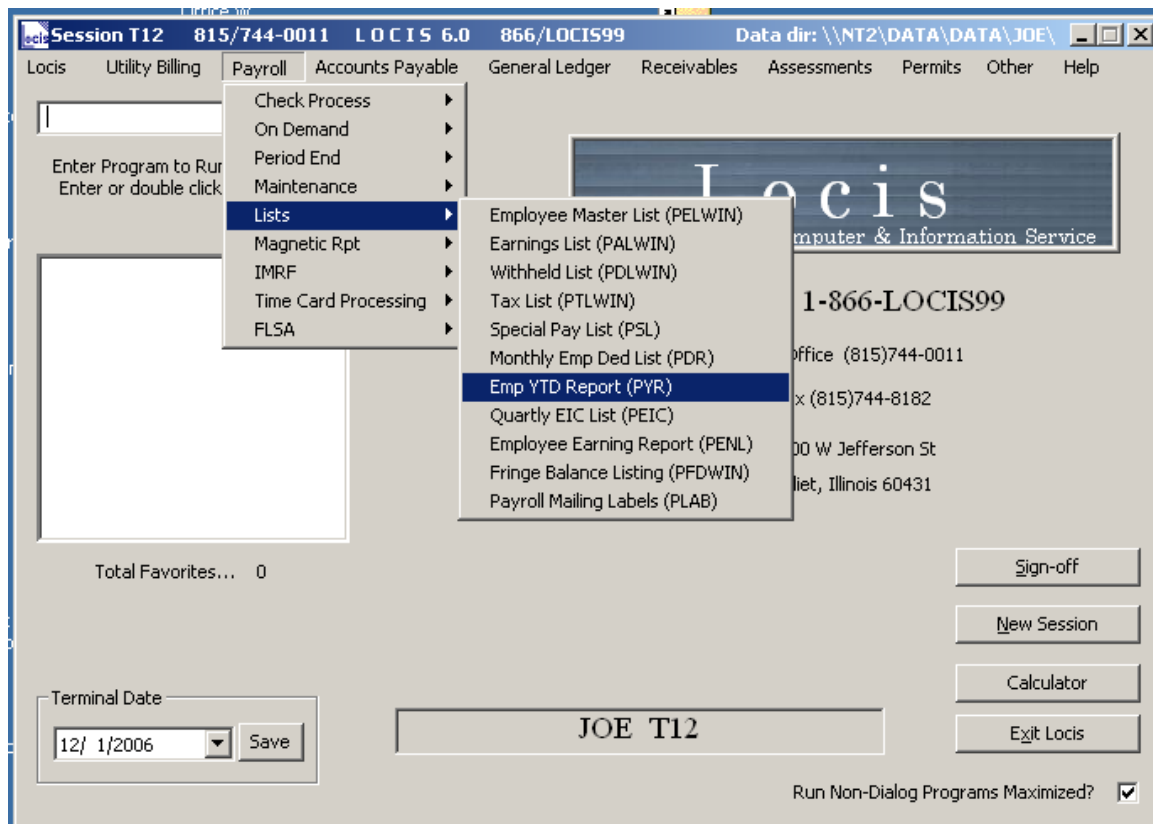 Session T12 815/744-0011 L O C I S 6.0 866/LOCIS99 Data dir: \\NT2\DATA\DATA\JOE\
Locis Utility Billing Payroll Accounts Payable General Ledger Receivables Assessments Permits Other Help
Check Process
On Demand
Period End
Maintenance
Lists
Magnetic Rpt
IMRF
Time Card Processing
FLSA
Employee Master List (PELWIN)
Earnings List (PALWIN)
Withheld List (PDLWIN)
Tax List (PTLWIN)
Special Pay List (PSL)
Monthly Emp Ded List (PDR)
Emp YTD Report (PYR)
Quartly EIC List (PEIC)
Employee Earning Report (PENL)
Fringe Balance Listing (PFDWIN)
Payroll Mailing Labels (PLAB)
Enter Program to
Enter or double click
Locis
& Information Service
1-866-LOCIS99
(815)744-0011
(815)744-8182
W Jefferson St
Illinois 60431
Total Favorites... 0
Sign-off
New Session
Calculator
Exit Locis
Terminal Date
12/ 1/2006 Save
JOE T12
Run Non-Dialog Programs Maximized?